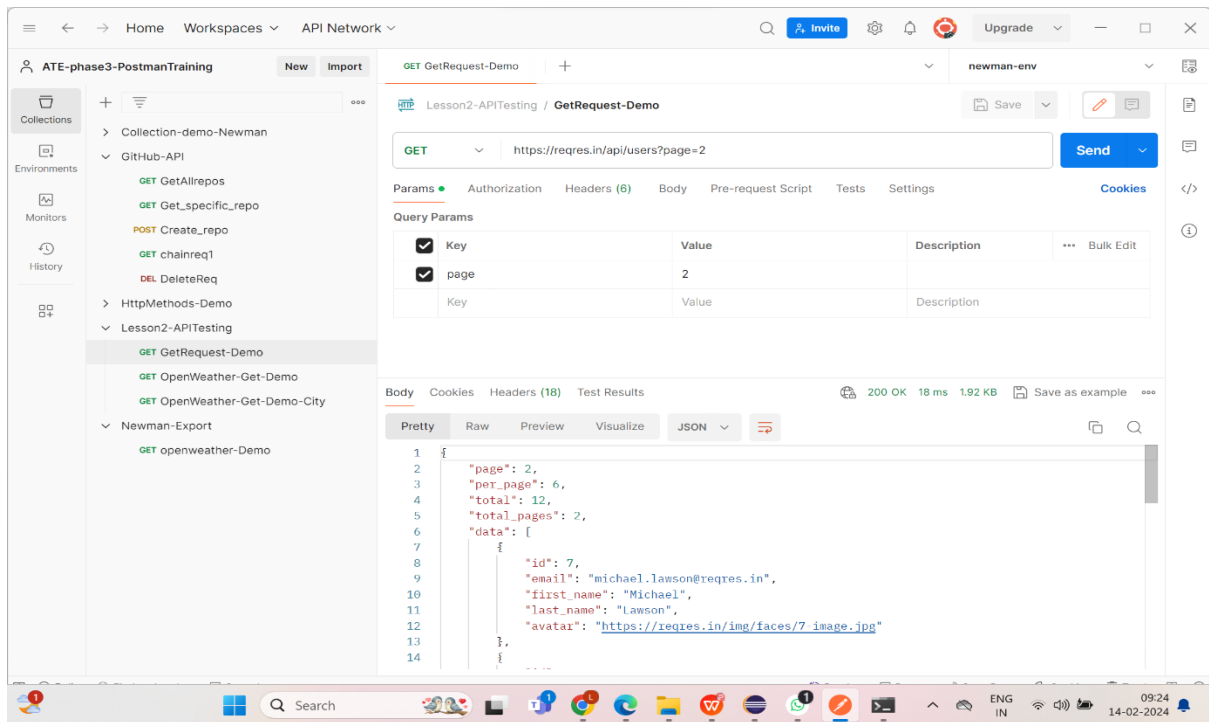 Home Workspaces API Network Invite Upgrade
ATE-phase3-PostmanTraining New Import GET GetRequest-Demo newman-env
Collections
Environments
Monitors
History
Collection-demo-Newman
GitHub-API
GET GetAllrepos
GET Get_specific_repo
POST Create_repo
GET chainreq1
DEL DeleteReq
HttpMethods-Demo
Lesson2-APITesting
GET GetRequest-Demo
GET OpenWeather-Get-Demo
GET OpenWeather-Get-Demo-City
Newman-Export
GET openweather-Demo
HTTP Lesson2-APITesting / GetRequest-Demo Save
GET https://reqres.in/api/users?page=2 Send
Params Authorization Headers (6) Body Pre-request Script Tests Settings Cookies
Query Params
Key Value Description Bulk Edit
page 2
Key Value Description
Body Cookies Headers (18) Test Results 200 OK 18 ms 1.92 KB Save as example
Pretty Raw Preview Visualize JSON
1 {
2 "page": 2,
3 "per_page": 6,
4 "total": 12,
5 "total_pages": 2,
6 "data": [
7 {
8 "id": 7,
9 "email": "michael.lawson@reqres.in",
10 "first_name": "Michael",
11 "last_name": "Lawson",
12 "avatar": "https://reqres.in/img/faces/7-image.jpg"
13 },
14 {
1 Search 1 1 ENG 09:24
IN 14-02-2024